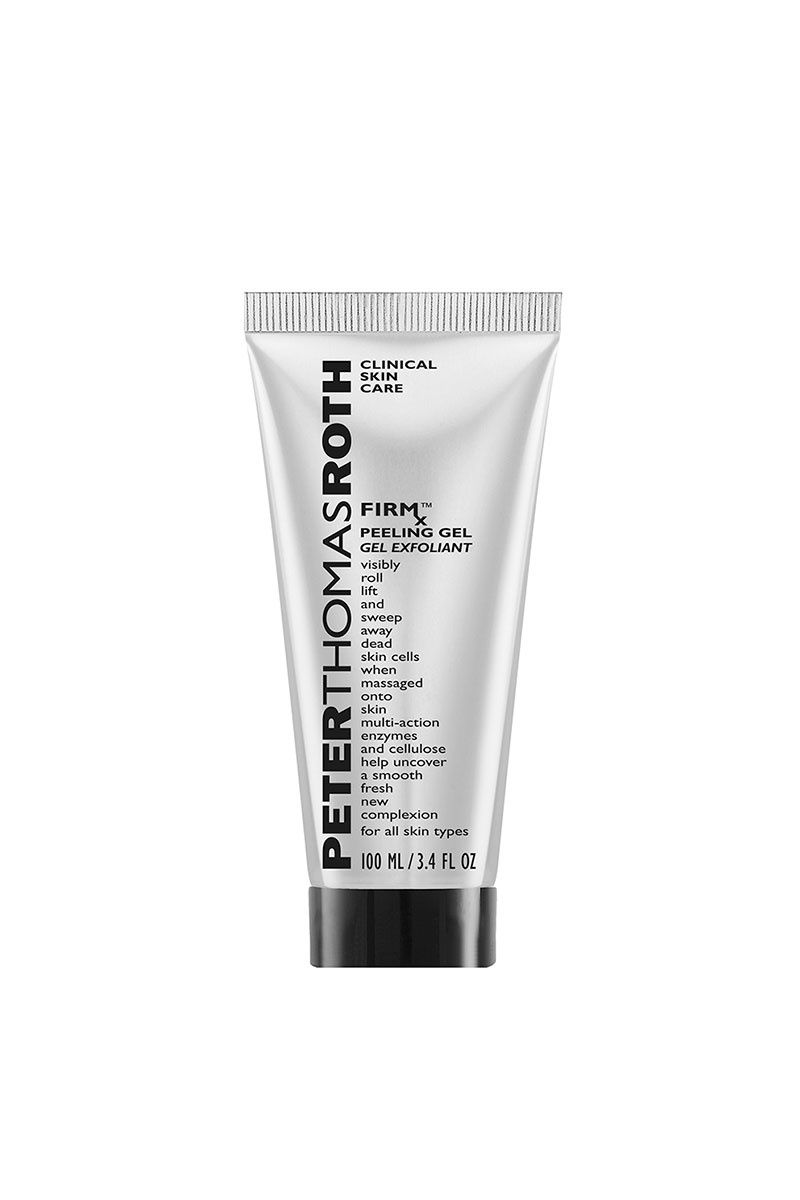 PETERTHOMASROTH
CLINICAL
SKIN
CARE
FIRMx™
PEELING GEL
GEL EXFOLIANT
visibly
roll
lift
and
sweep
away
dead
skin cells
when
massaged
onto
skin
multi-action
enzymes
and cellulose
help uncover
a smooth
fresh
new
complexion
for all skin types
100 ML / 3.4 FL OZ